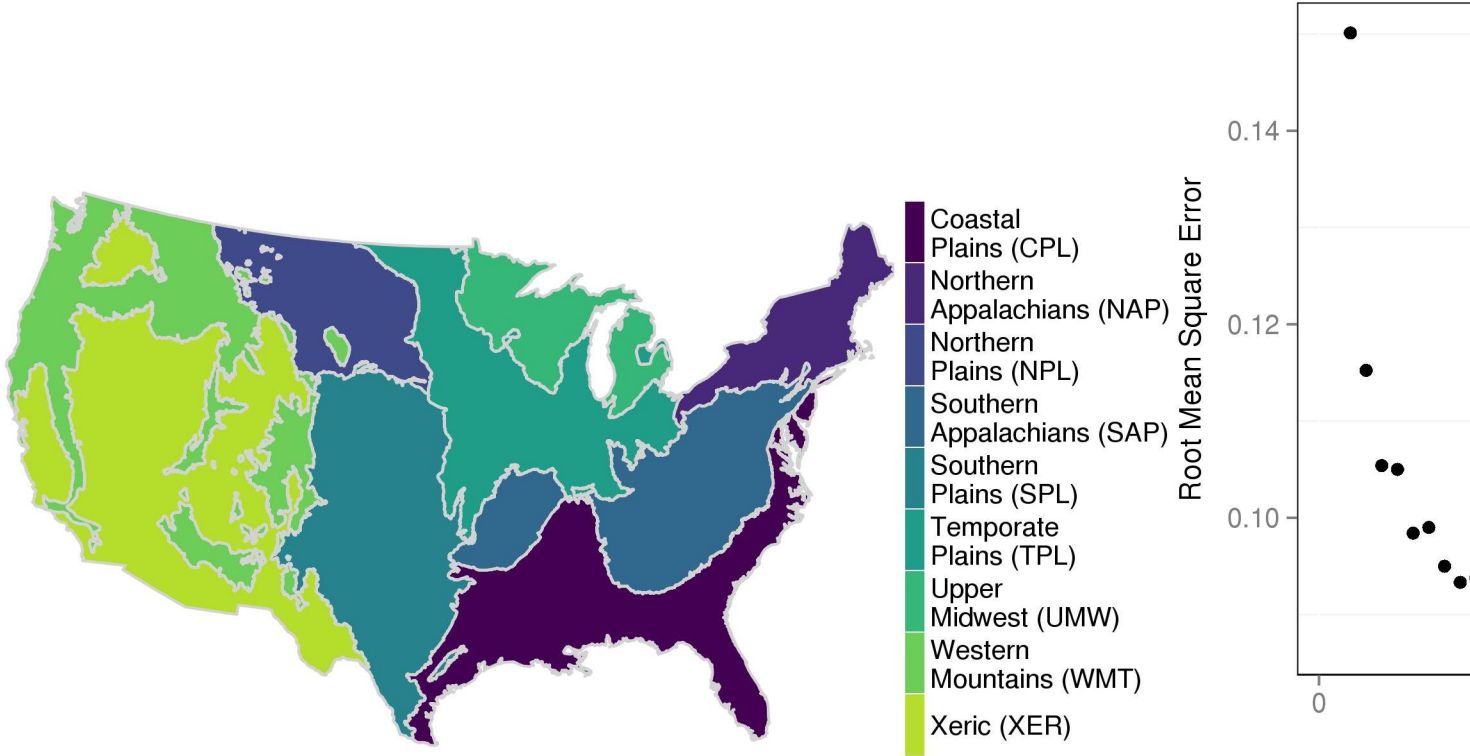 Coastal
Plains (CPL)
Northern
Appalachians (NAP)
Northern
Plains (NPL)
Southern
Appalachians (SAP)
Southern
Plains (SPL)
Temporate
Plains (TPL)
Upper
Midwest (UMW)
Western
Mountains (WMT)
Xeric (XER)
Root Mean Square Error
0.14
0.12
0.10
0